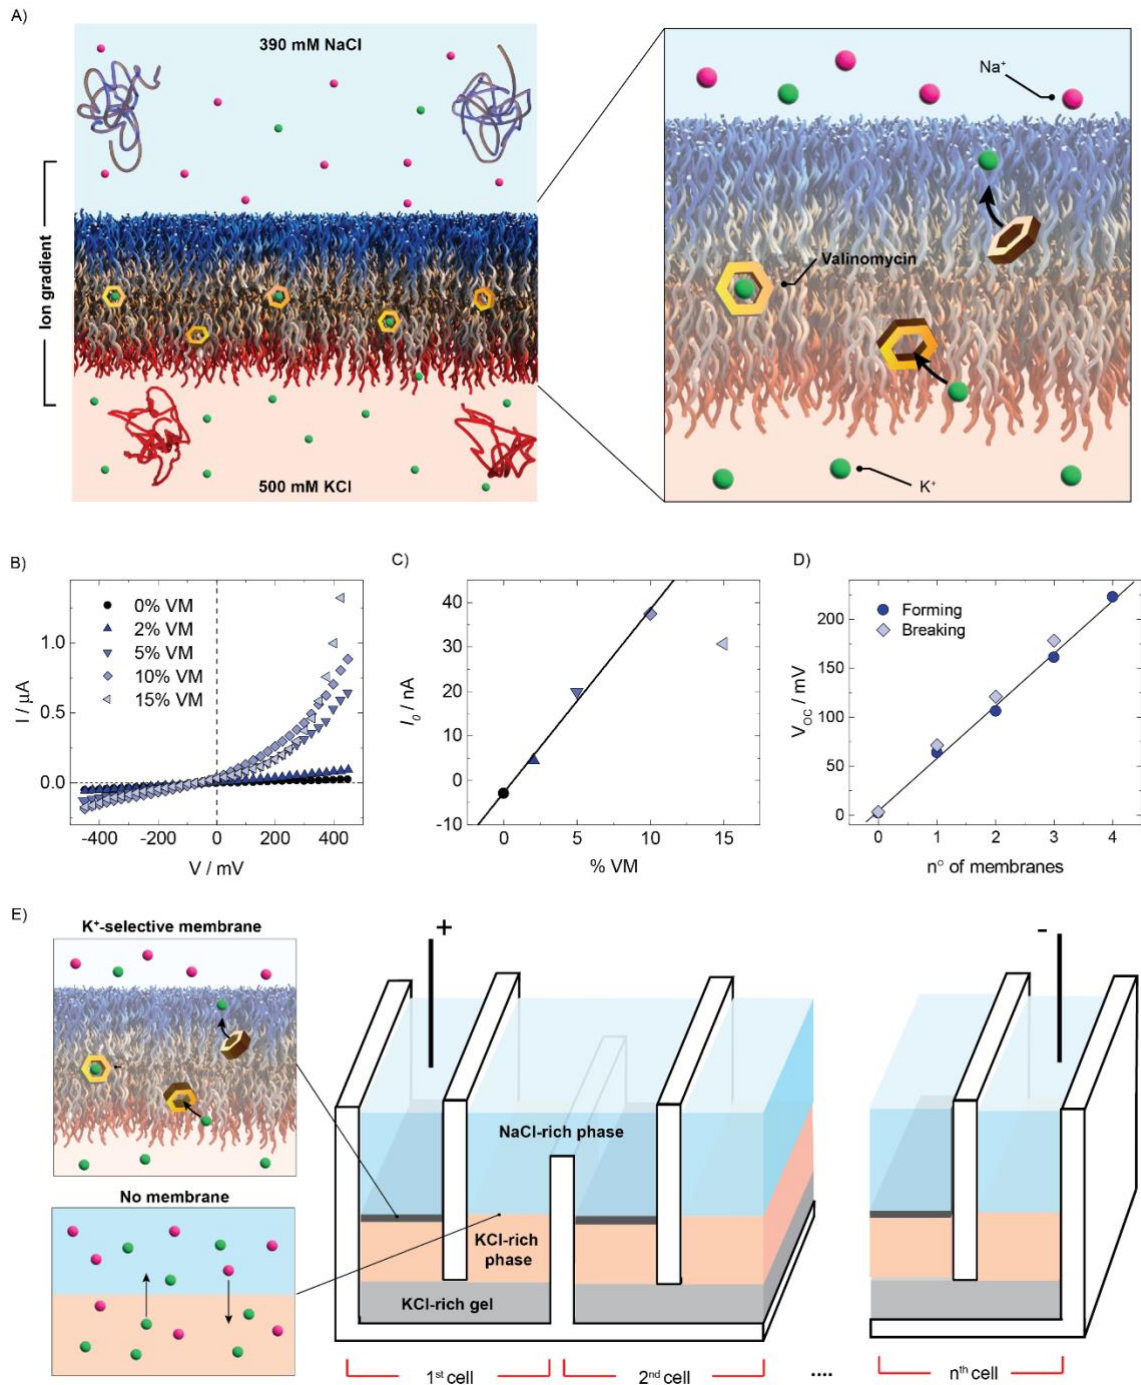 A)
390 mM NaCl
Ion gradient
500 mM KCl
Na⁺
Valinomycin
K⁺
B)
I / µA
1.0
0.5
0.0
0% VM
2% VM
5% VM
10% VM
15% VM
-400 -200 0 200 400
V / mV
C)
I₀ / nA
40
30
20
10
0
-10
0 5 10 15
% VM
D)
V_OC / mV
200
150
100
50
0
Forming
Breaking
0 1 2 3 4
n° of membranes
E)
K⁺-selective membrane
No membrane
+
-
NaCl-rich phase
KCl-rich
phase
KCl-rich gel
1ˢᵗ cell
2ⁿᵈ cell
....
nᵗʰ cell